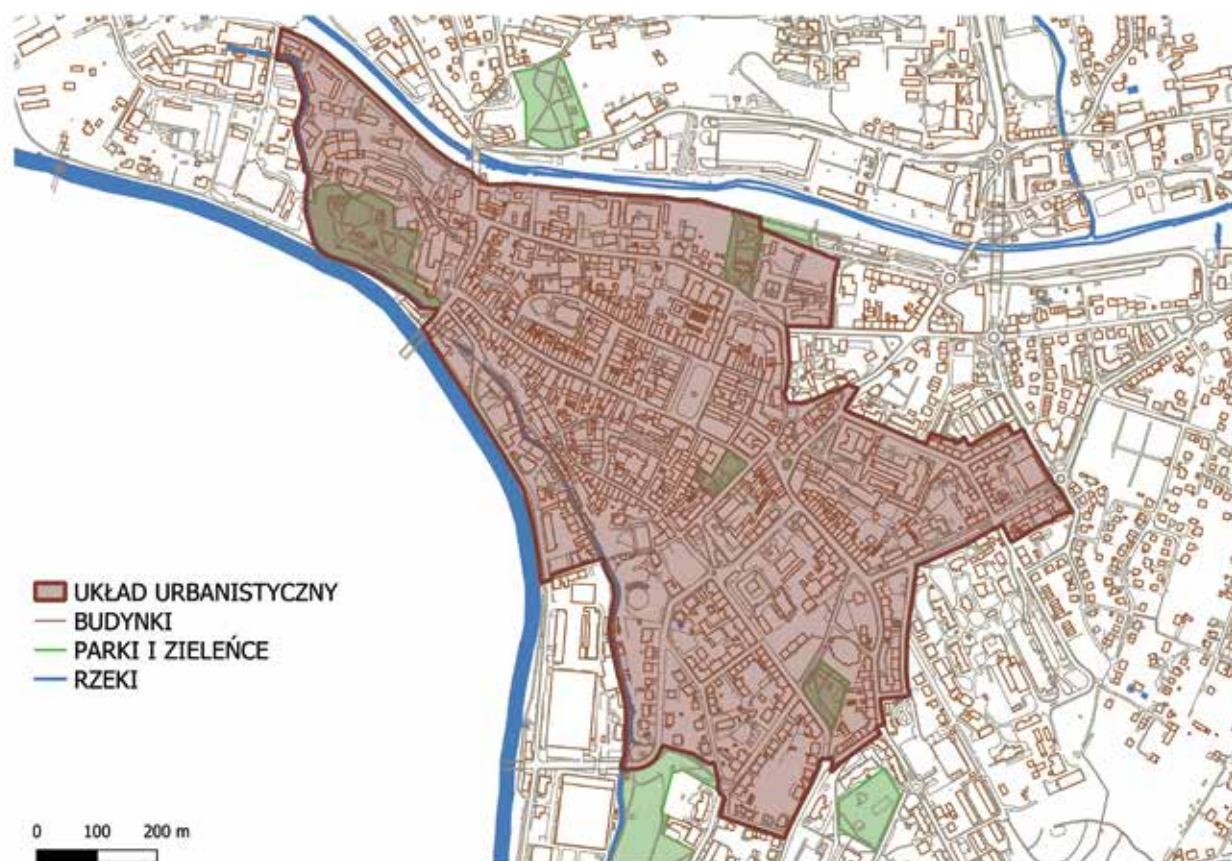 UKŁAD URBANISTYCZNY
BUDYNKI
PARKI I ZIELEŃCE
RZEKI
0 100 200 m